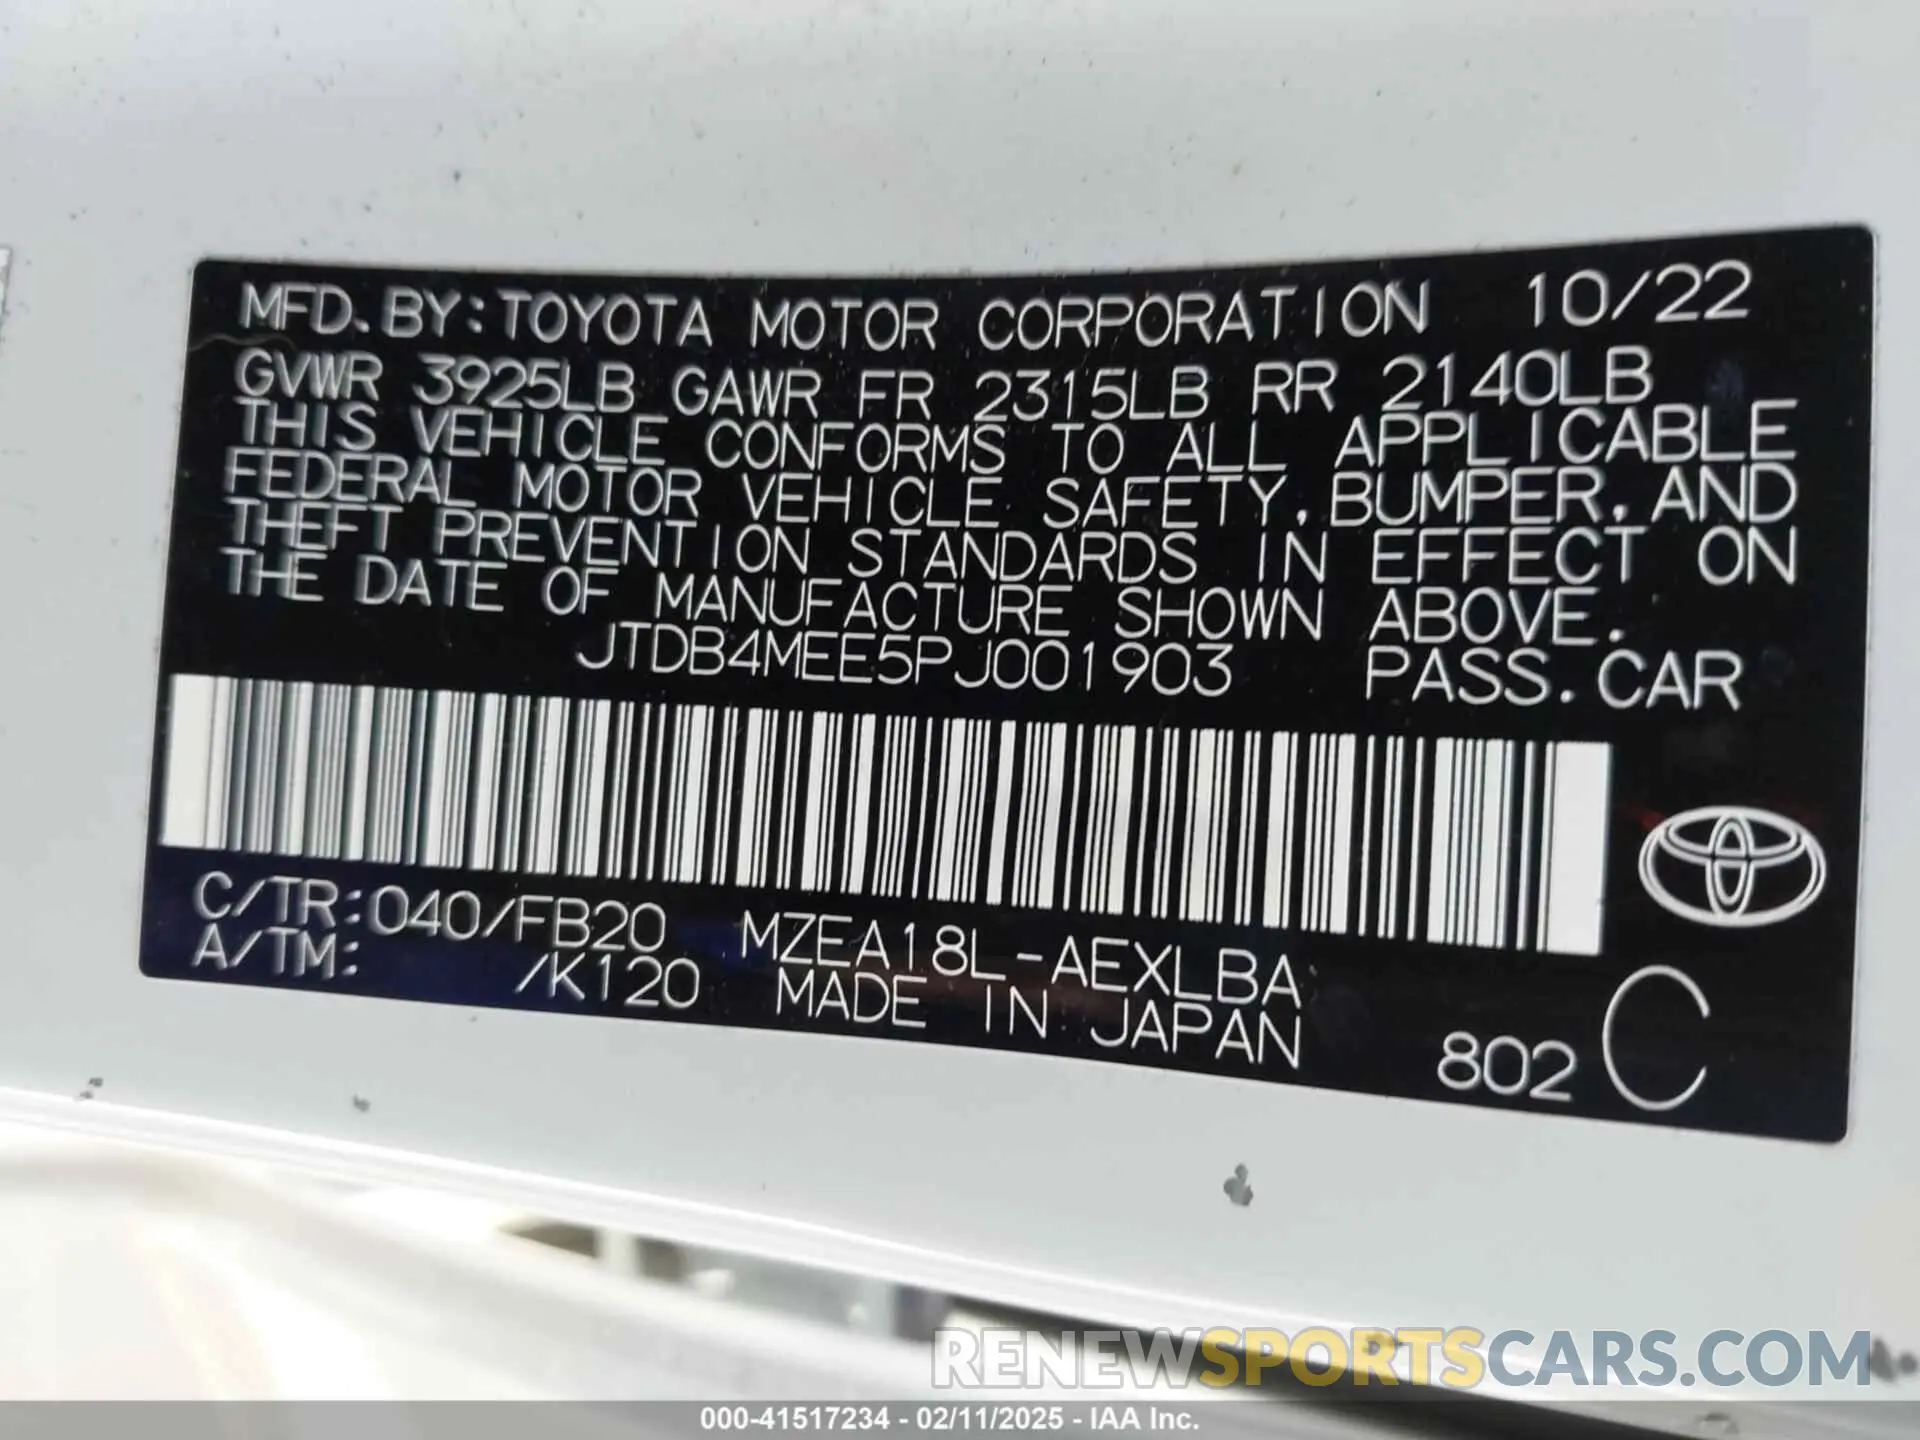 MFD. BY: TOYOTA MOTOR CORPORATION 10/22
GVWR 3925LB GAWR FR 2315LB RR 2140LB
THIS VEHICLE CONFORMS TO ALL APPLICABLE
FEDERAL MOTOR VEHICLE SAFETY, BUMPER, AND
THEFT PREVENTION STANDARDS IN EFFECT ON
THE DATE OF MANUFACTURE SHOWN ABOVE.
JTDB4MEE5PJ001903 PASS. CAR
C/TR: 040/FB20 MZEA18L-AEXLBA
A/TM: /K120 MADE IN JAPAN
802 C
RENEWSPORTSCARS.COM
000-41517234 - 02/11/2025 - IAA Inc.